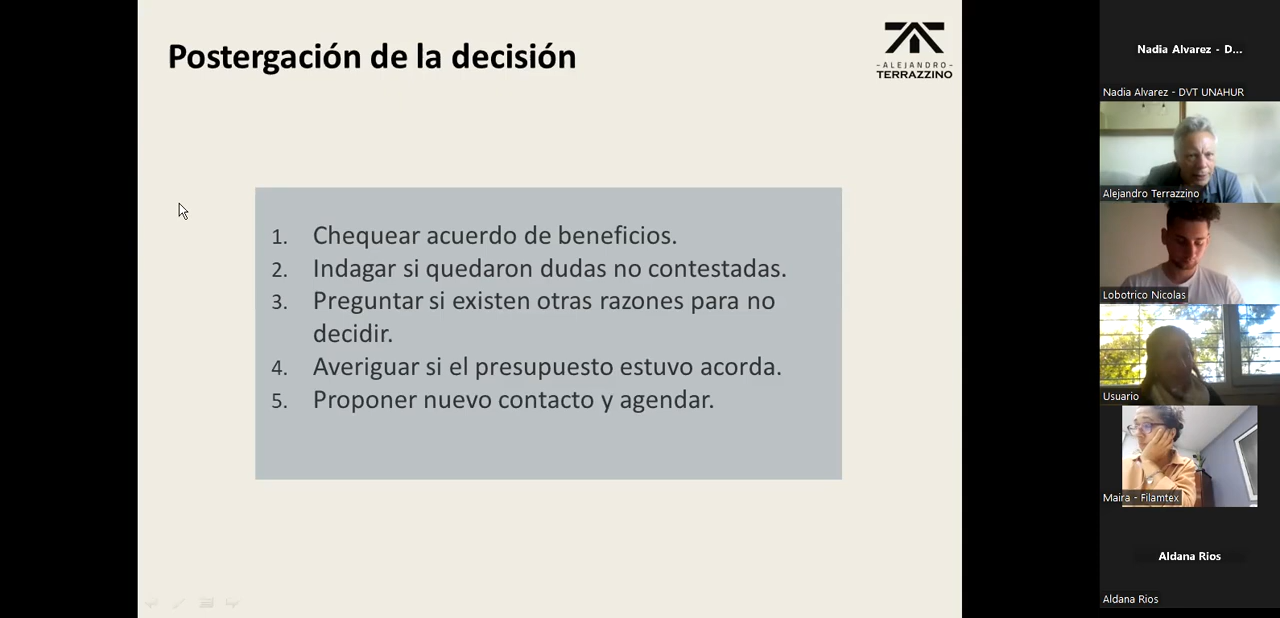 Postergación de la decisión
-ALEJANDRO-
TERRAZZINO
1. Chequear acuerdo de beneficios.
2. Indagar si quedaron dudas no contestadas.
3. Preguntar si existen otras razones para no
decidir.
4. Averiguar si el presupuesto estuvo acorda.
5. Proponer nuevo contacto y agendar.
Nadia Alvarez - D...
Nadia Alvarez - DVT UNAHUR
Alejandro Terrazzino
Lobotrico Nicolas
Usuario
Maira - Filamtex
Aldana Rios
Aldana Rios